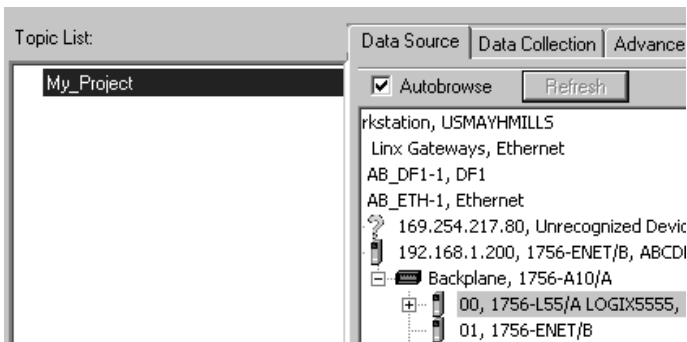 Topic List:
My_Project
Data Source Data Collection Advance
Autobrowse Refresh
rkstation, USMAYHMILLS
Linx Gateways, Ethernet
AB_DF1-1, DF1
AB_ETH-1, Ethernet
169.254.217.80, Unrecognized Devic
192.168.1.200, 1756-ENET/B, ABCD
Backplane, 1756-A10/A
00, 1756-L55/A LOGIX5555,
01, 1756-ENET/B